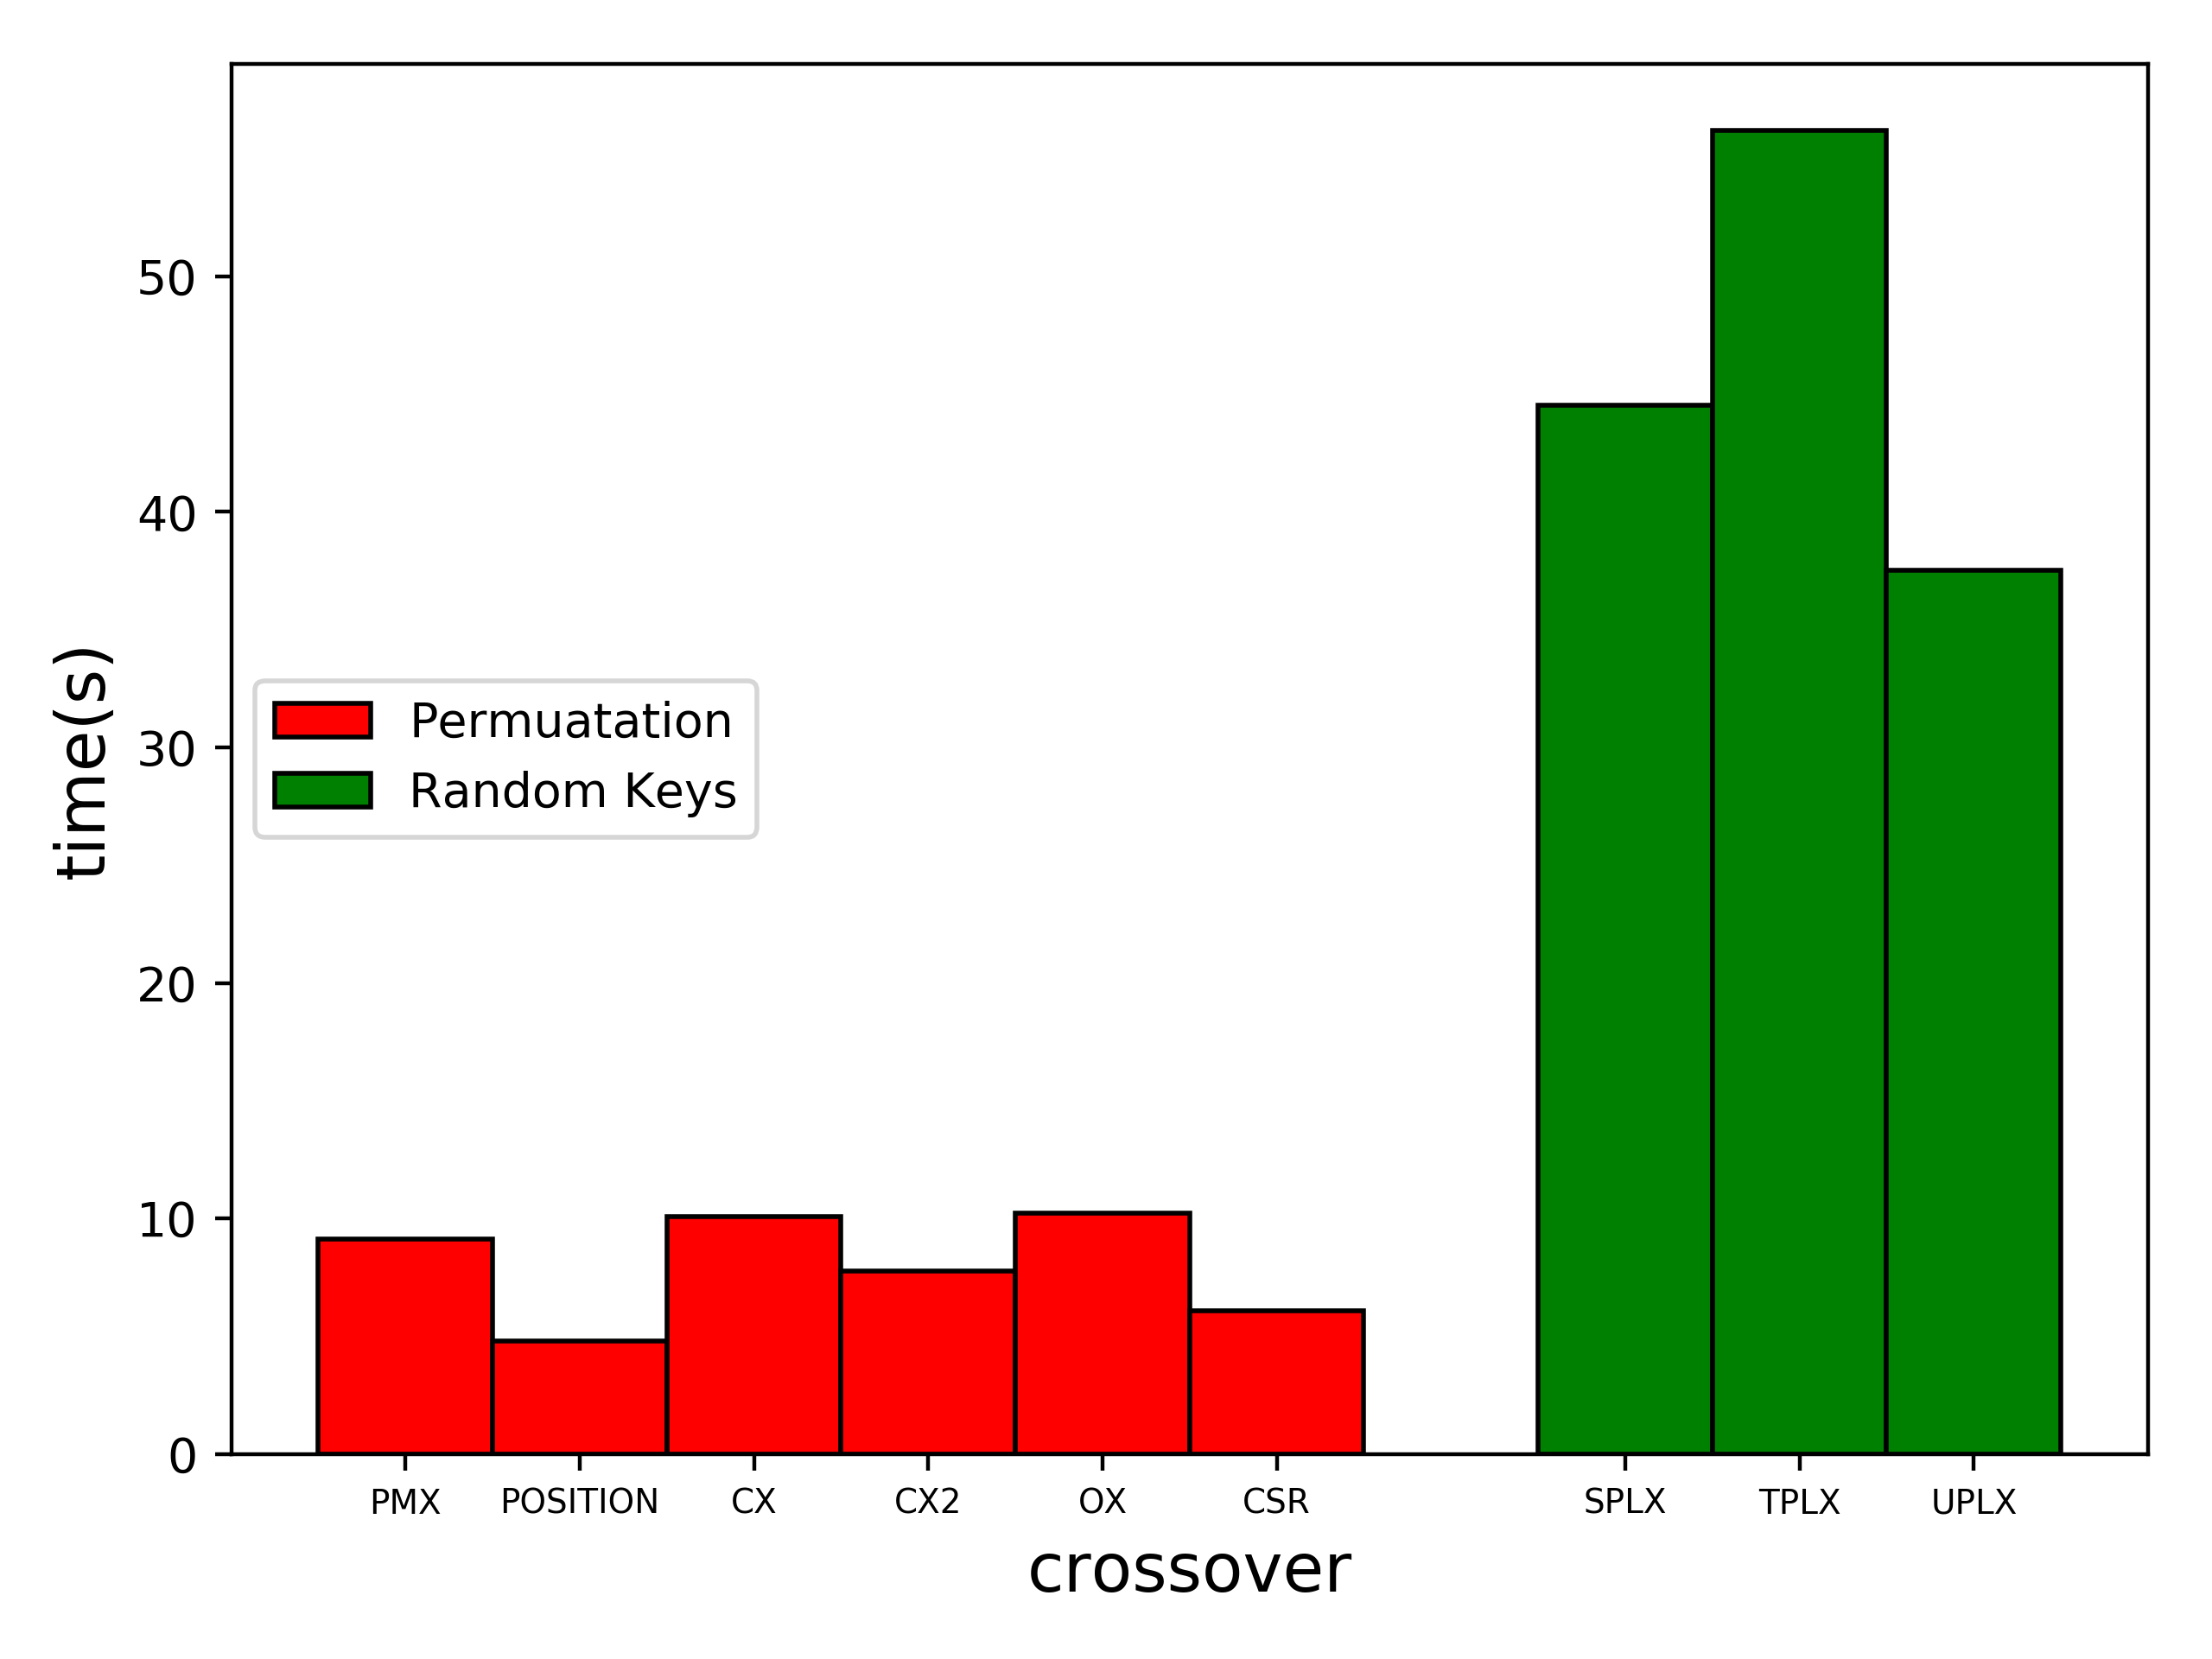 50
40
30
20
10
0
time(s)
Permuatation
Random Keys
PMX POSITION CX CX2 OX CSR SPLX TPLX UPLX
crossover